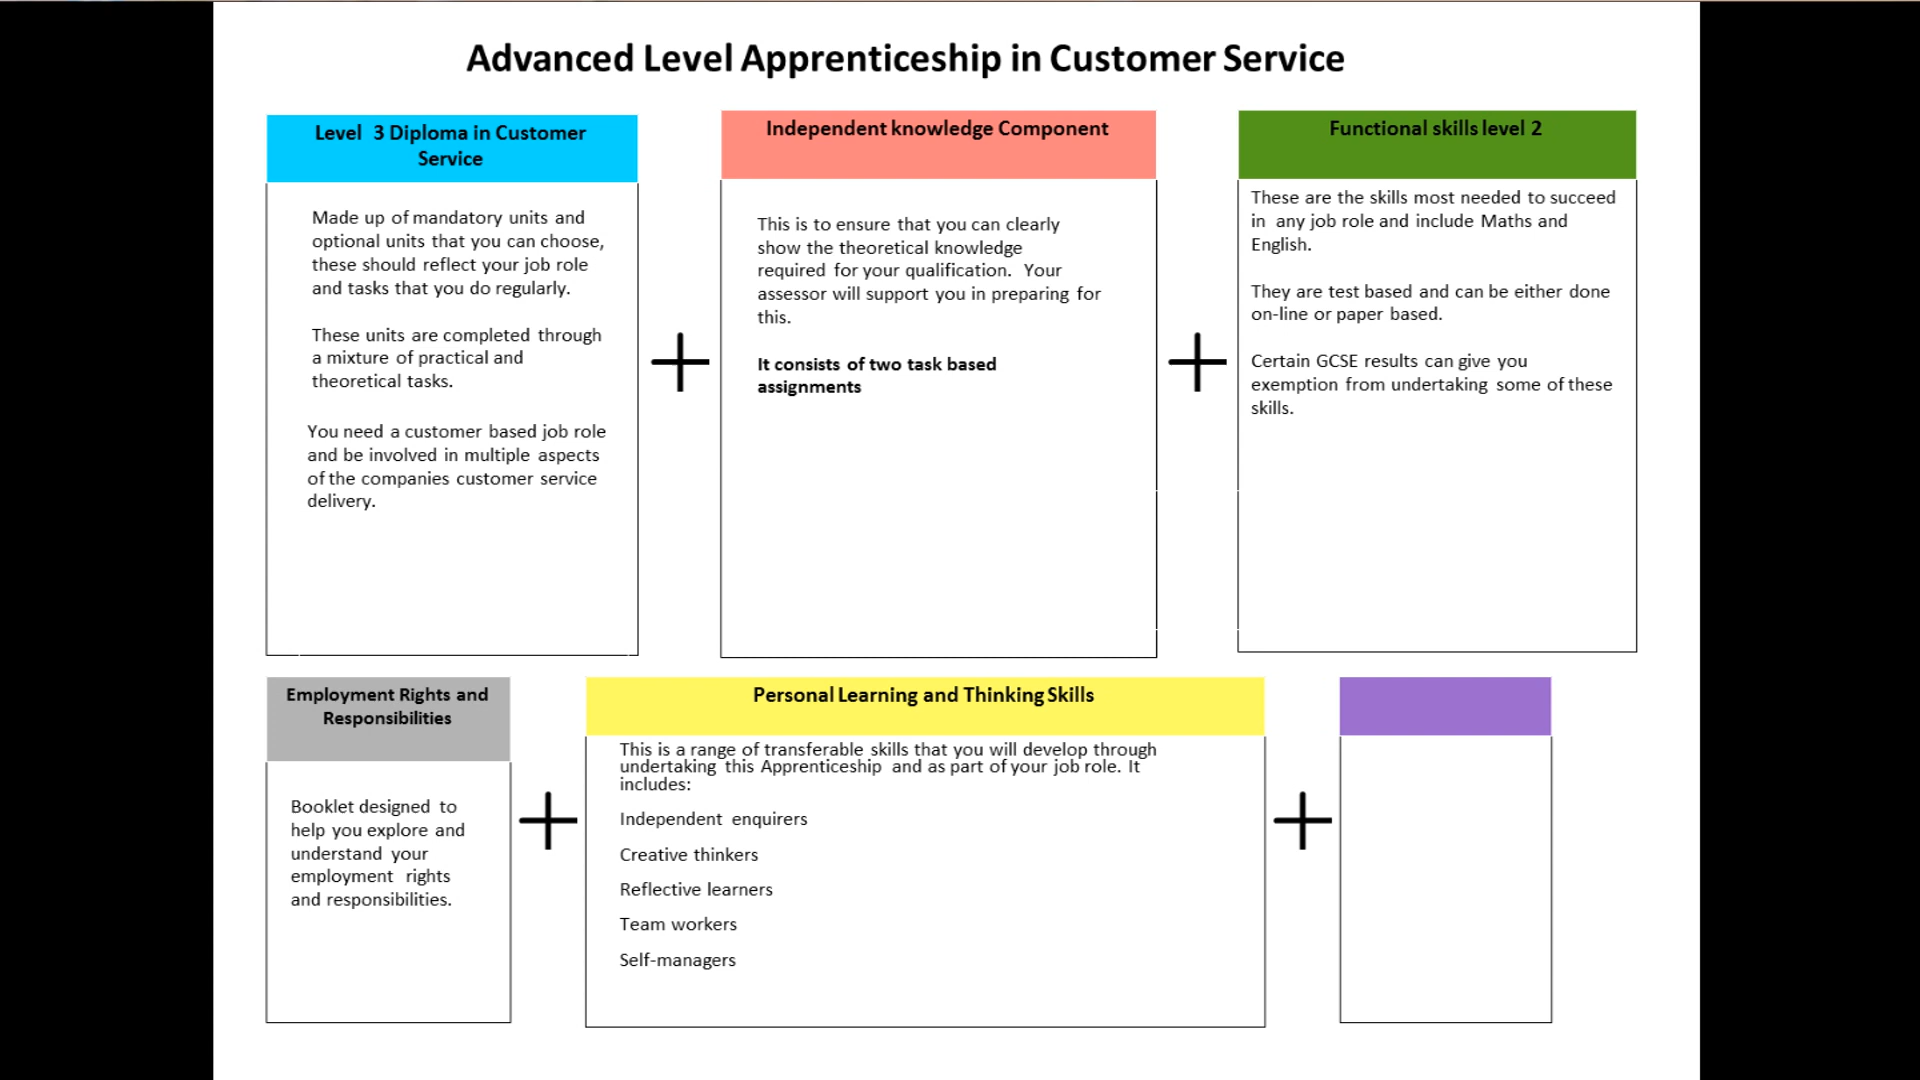 Advanced Level Apprenticeship in Customer Service
Level 3 Diploma in Customer
Service
Made up of mandatory units and
optional units that you can choose,
these should reflect your job role
and tasks that you do regularly.
These units are completed through
a mixture of practical and
theoretical tasks.
You need a customer based job role
and be involved in multiple aspects
of the companies customer service
delivery.
Independent knowledge Component
This is to ensure that you can clearly
show the theoretical knowledge
required for your qualification. Your
assessor will support you in preparing for
this.
It consists of two task based
assignments
Functional skills level 2
These are the skills most needed to succeed
in any job role and include Maths and
English.
They are test based and can be either done
on-line or paper based.
Certain GCSE results can give you
exemption from undertaking some of these
skills.
Employment Rights and
Responsibilities
Booklet designed to
help you explore and
understand your
employment rights
and responsibilities.
Personal Learning and Thinking Skills
This is a range of transferable skills that you will develop through
undertaking this Apprenticeship and as part of your job role. It
includes:
Independent enquirers
Creative thinkers
Reflective learners
Team workers
Self-managers